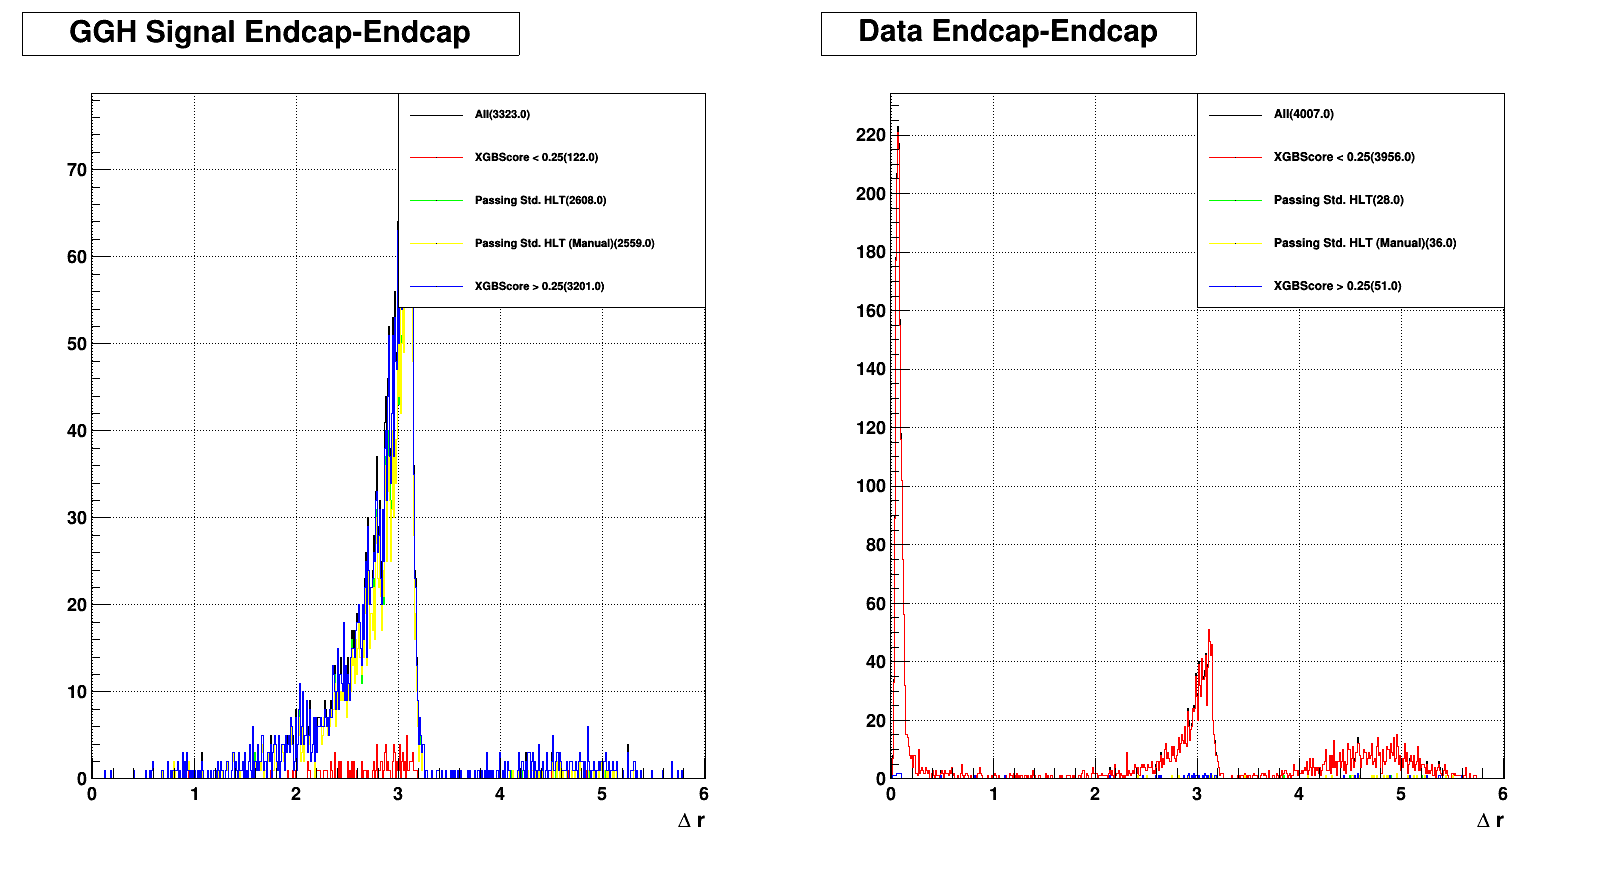 GGH Signal Endcap-Endcap
All(3323.0)
XGBScore < 0.25(122.0)
Passing Std. HLT(2608.0)
Passing Std. HLT (Manual)(2559.0)
XGBScore > 0.25(3201.0)
70
60
50
40
30
20
10
0
0 1 2 3 4 5 6
Δ r
Data Endcap-Endcap
All(4007.0)
XGBScore < 0.25(3956.0)
Passing Std. HLT(28.0)
Passing Std. HLT (Manual)(36.0)
XGBScore > 0.25(51.0)
220
200
180
160
140
120
100
80
60
40
20
0
0 1 2 3 4 5 6
Δ r